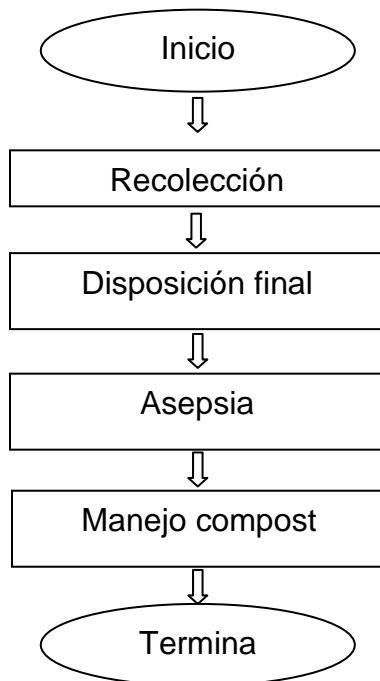 Inicio
Recolección
Disposición final
Asepsia
Manejo compost
Termina